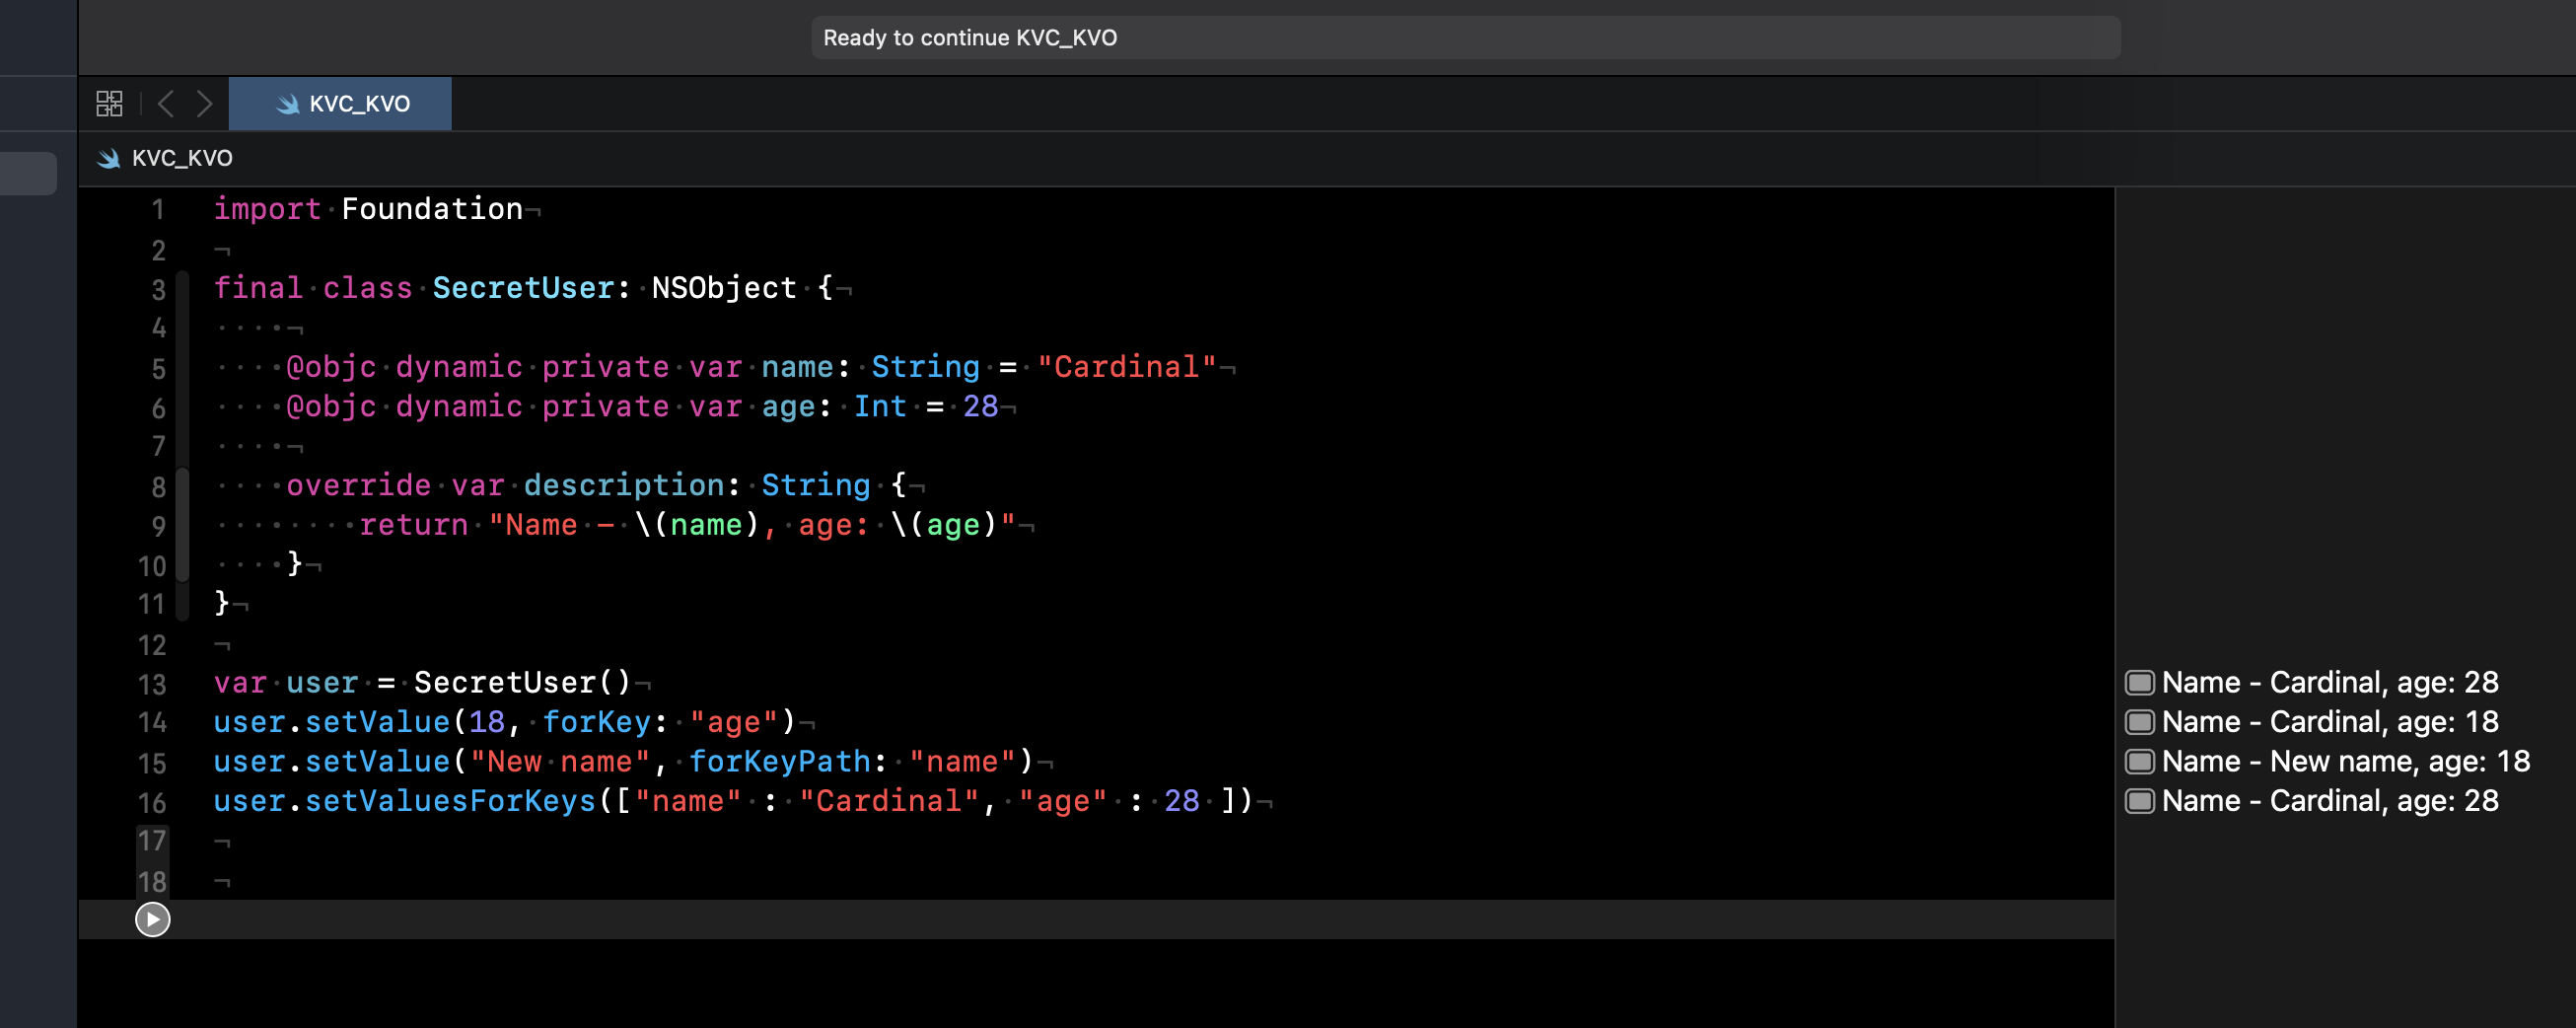 Ready to continue KVC_KVO
KVC_KVO
KVC_KVO
1 import Foundation
2
3 final class SecretUser: NSObject {
4
5 @objc dynamic private var name: String = "Cardinal"
6 @objc dynamic private var age: Int = 28
7
8 override var description: String {
9 return "Name - \(name), age: \(age)"
10 }
11 }
12
13 var user = SecretUser() Name - Cardinal, age: 28
14 user.setValue(18, forKey: "age") Name - Cardinal, age: 18
15 user.setValue("New name", forKeyPath: "name") Name - New name, age: 18
16 user.setValuesForKeys(["name" : "Cardinal", "age" : 28 ]) Name - Cardinal, age: 28
17
18